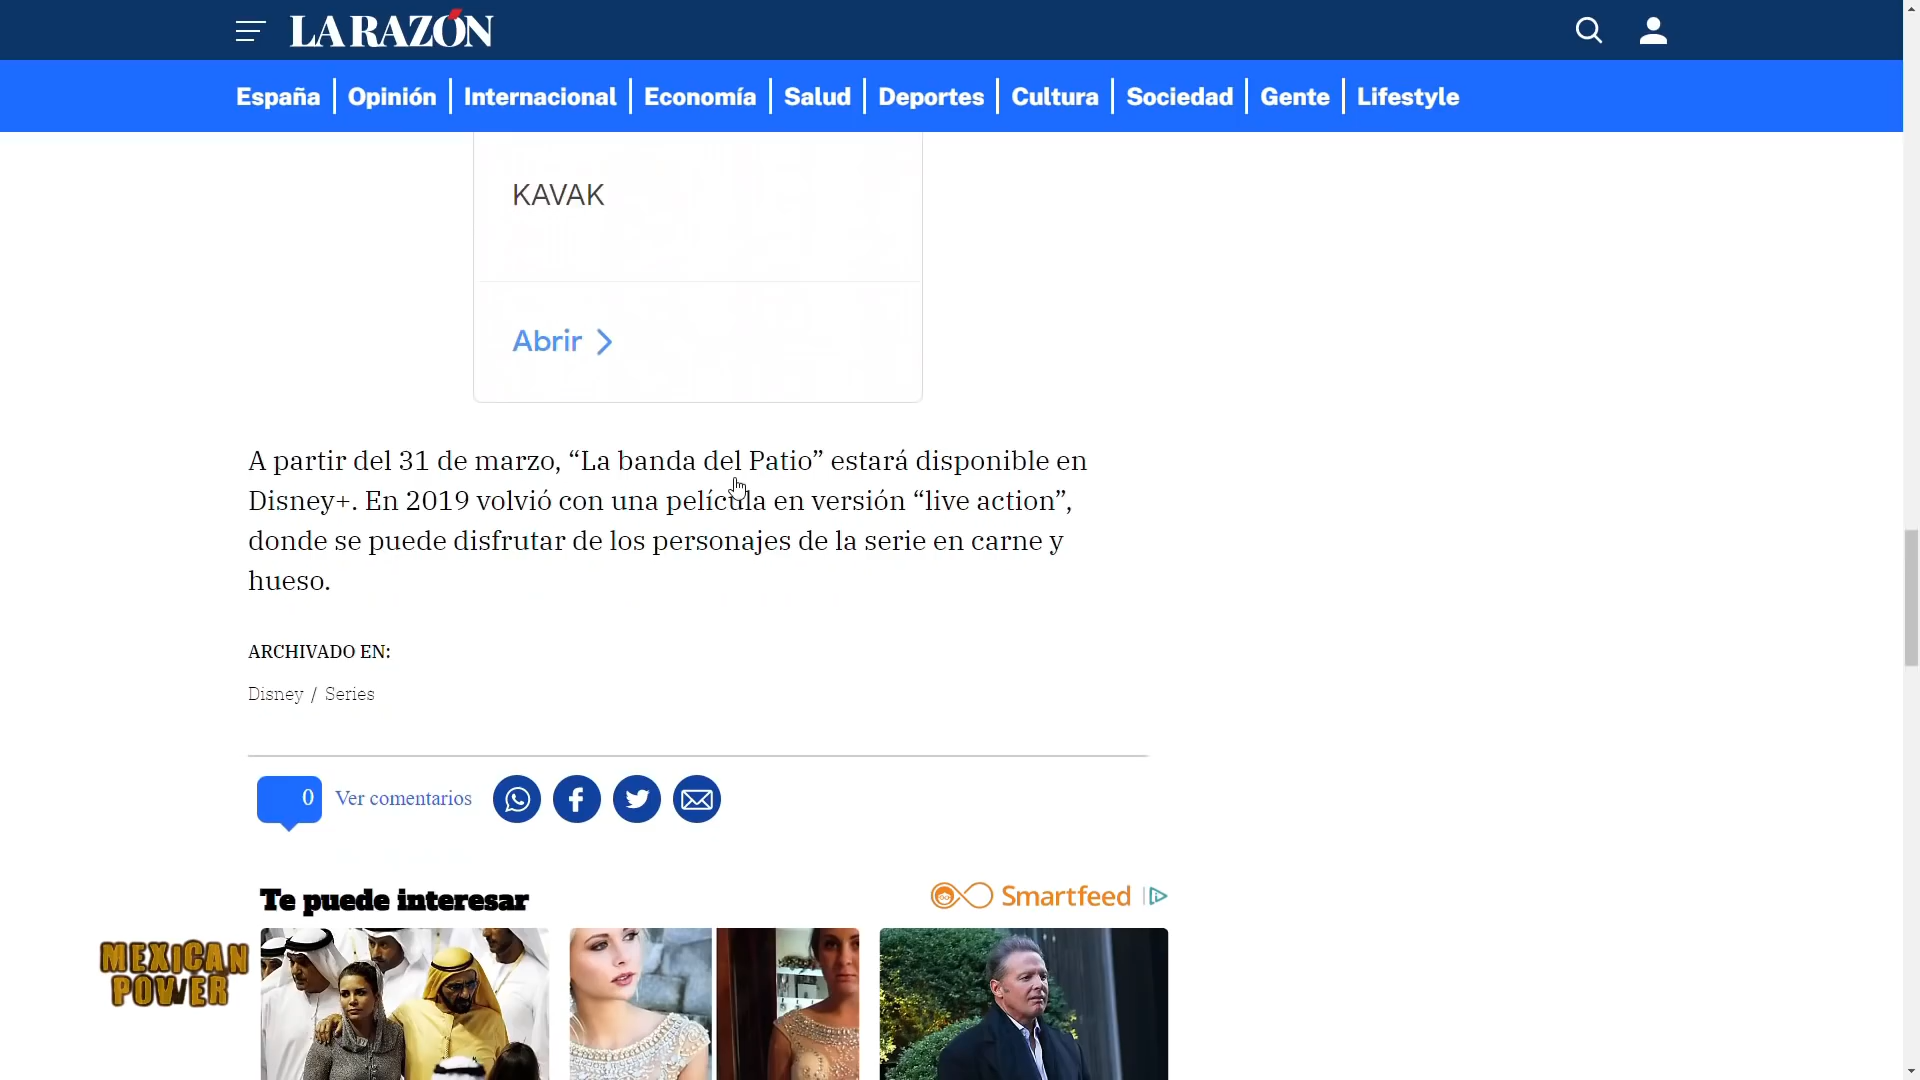 LA RAZÓN
España
Opinión
Internacional
Economía
Salud
Deportes
Cultura
Sociedad
Gente
Lifestyle
KAVAK
Abrir
A partir del 31 de marzo, “La banda del Patio” estará disponible en
Disney+. En 2019 volvió con una película en versión “live action”,
donde se puede disfrutar de los personajes de la serie en carne y
hueso.
ARCHIVADO EN:
Disney / Series
0 Ver comentarios
Te puede interesar
Smartfeed
MEXICAN
POWER